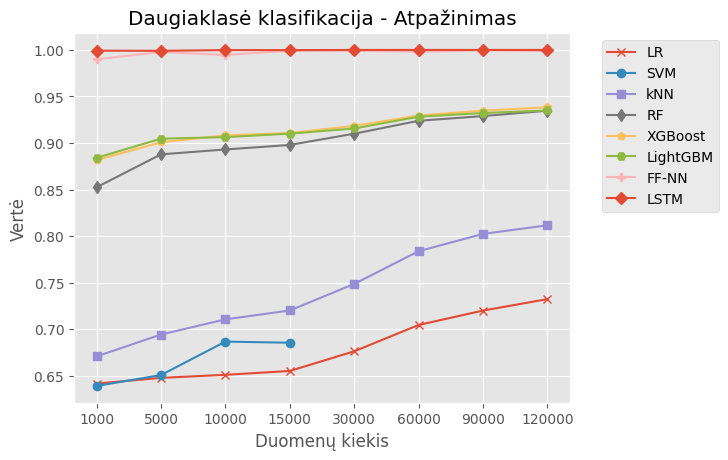 Daugiaklasė klasifikacija - Atpažinimas
1.00
0.95
0.90
0.85
0.80
0.75
0.70
0.65
Vertė
1000 5000 10000 15000 30000 60000 90000 120000
Duomenų kiekis
LR
SVM
kNN
RF
XGBoost
LightGBM
FF-NN
LSTM